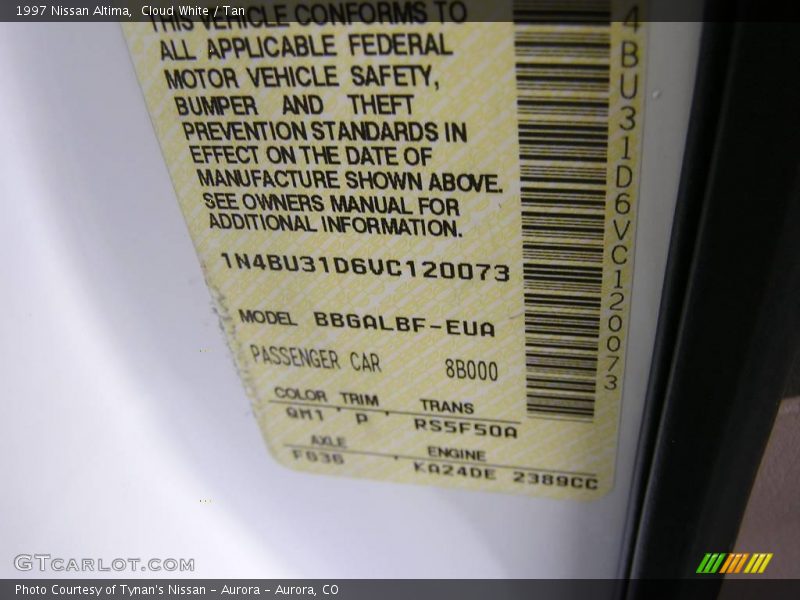 1997 Nissan Altima, Cloud White / Tan
THIS VEHICLE CONFORMS TO
ALL APPLICABLE FEDERAL
MOTOR VEHICLE SAFETY,
BUMPER AND THEFT
PREVENTION STANDARDS IN
EFFECT ON THE DATE OF
MANUFACTURE SHOWN ABOVE.
SEE OWNERS MANUAL FOR
ADDITIONAL INFORMATION.
1N4BU31D6VC120073
MODEL BBGALBF-EUA
PASSENGER CAR 8B000
COLOR TRIM TRANS
QM1 P RS5F50A
AXLE ENGINE
FG36 KA24DE 2389CC
4BU31D6VC120073
GTCARLOT.COM
Photo Courtesy of Tynan's Nissan - Aurora - Aurora, CO